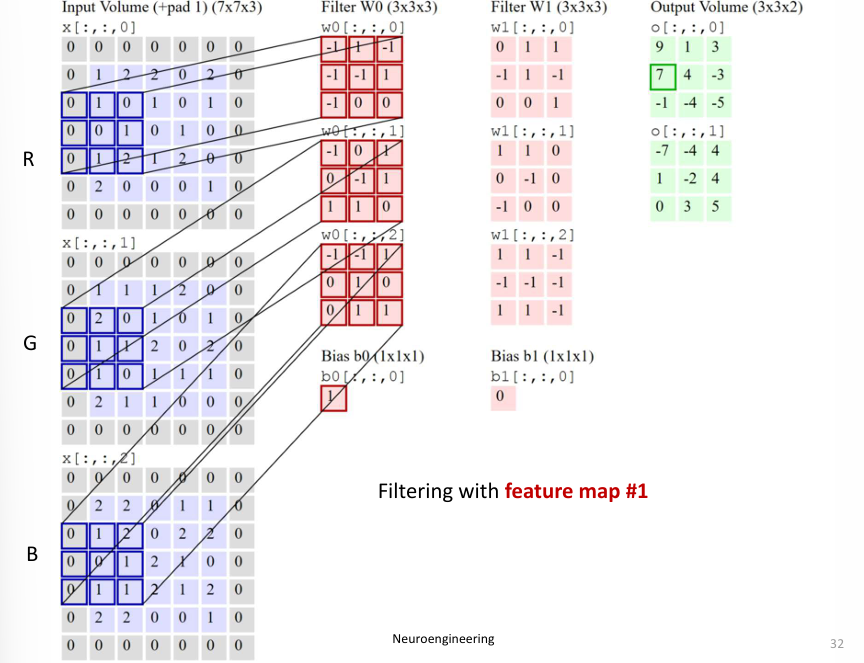 Input Volume (+pad 1) (7x7x3)
x[:,:,0]
0 0 0 0 0 0 0
0 1 2 2 0 2 0
0 1 0 1 0 1 0
0 0 1 0 1 0 0
0 1 2 1 2 0 0
0 2 0 0 0 1 0
0 0 0 0 0 0 0
R
x[:,:,1]
0 0 0 0 0 0 0
0 1 1 1 2 0 0
0 2 0 1 0 1 0
0 1 1 2 0 2 0
0 1 0 1 1 1 0
0 2 1 1 0 0 0
0 0 0 0 0 0 0
G
x[:,:,2]
0 0 0 0 0 0 0
0 2 2 0 1 1 0
0 1 2 0 2 2 0
0 0 1 2 1 0 0
0 1 1 2 1 2 0
0 2 2 0 0 1 0
0 0 0 0 0 0 0
B
Filter W0 (3x3x3)
w0[:,:,0]
-1 1 -1
-1 -1 1
-1 0 0
w0[:,:,1]
-1 0 1
0 -1 1
1 1 0
w0[:,:,2]
-1 -1 1
0 1 0
0 1 1
Bias b0 (1x1x1)
b0[:,:,0]
1
Filter W1 (3x3x3)
w1[:,:,0]
0 1 1
-1 1 -1
0 0 1
w1[:,:,1]
1 1 0
0 -1 0
-1 0 0
w1[:,:,2]
1 1 -1
-1 -1 -1
1 1 -1
Bias b1 (1x1x1)
b1[:,:,0]
0
Output Volume (3x3x2)
o[:,:,0]
9 1 3
7 4 -3
-1 -4 -5
o[:,:,1]
-7 -4 4
1 -2 4
0 3 5
Filtering with feature map #1
Neuroengineering
32